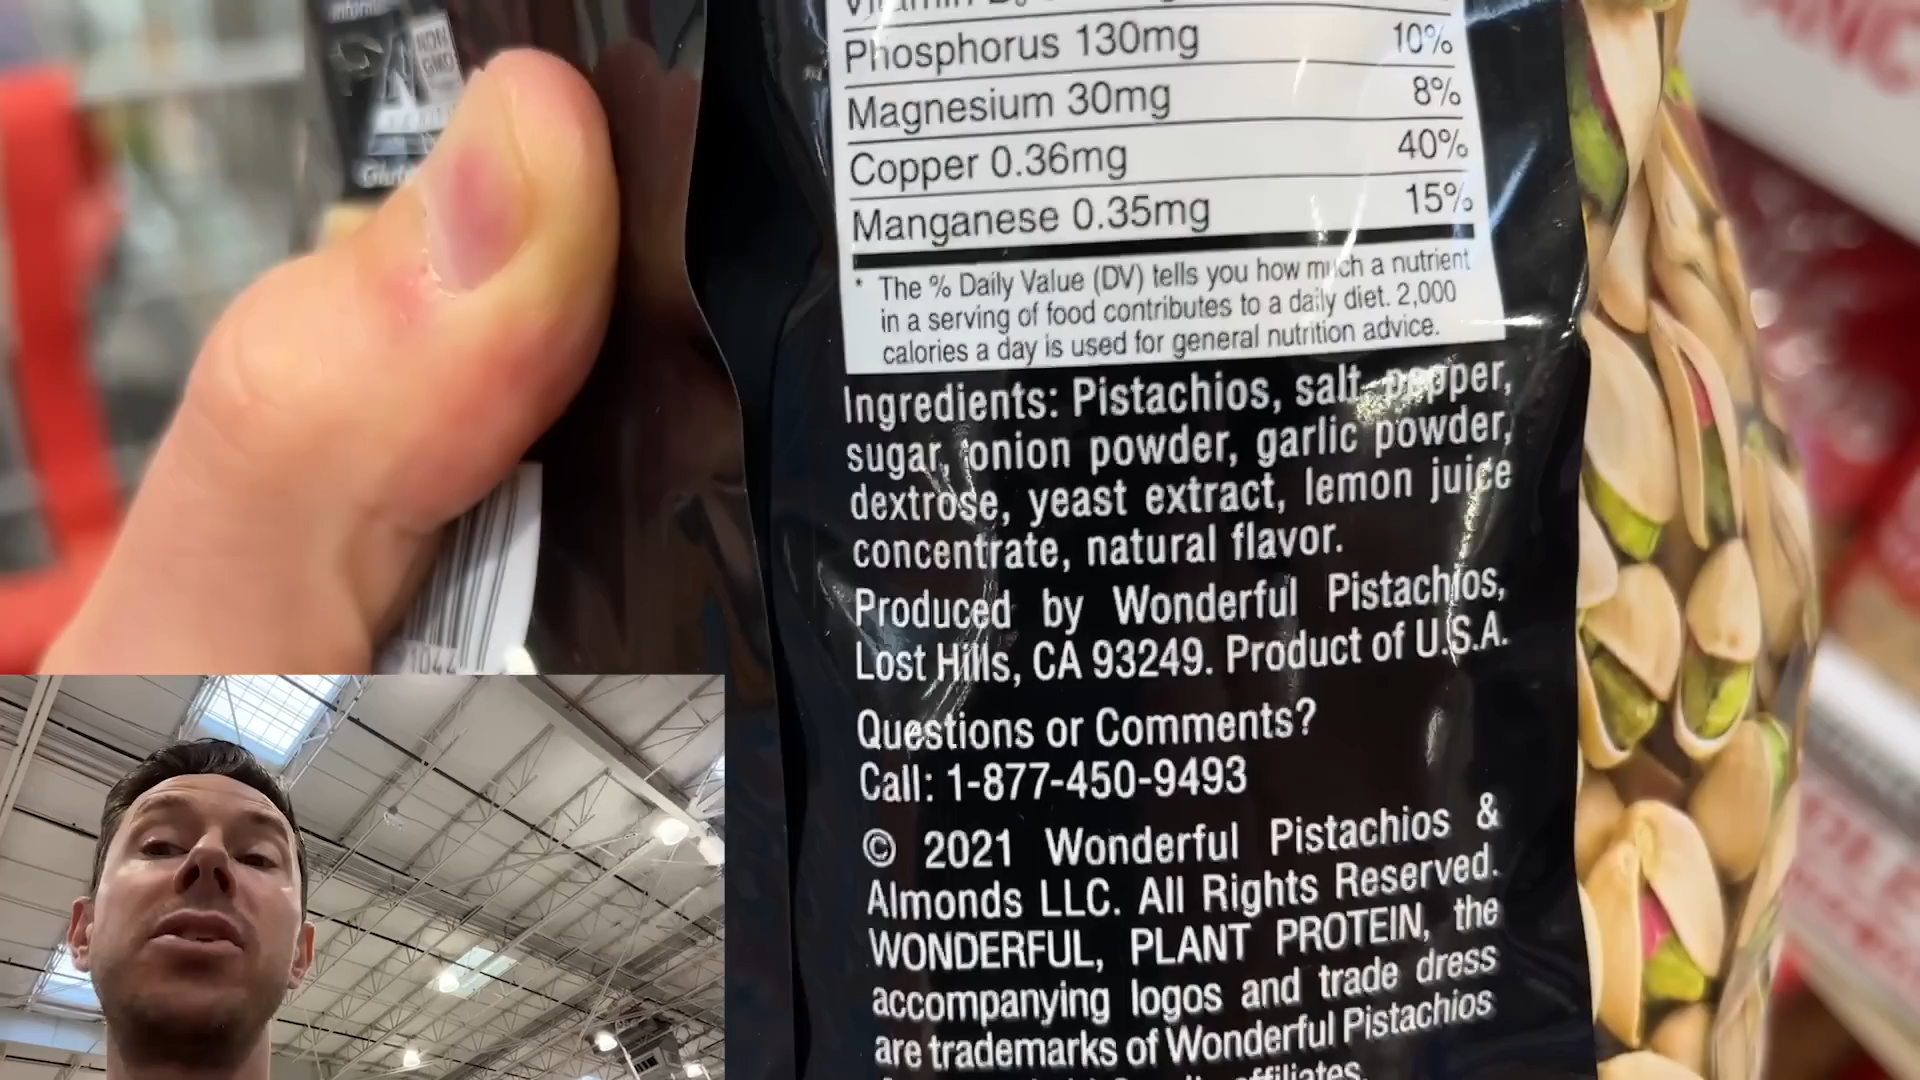 NON
GMO
Phosphorus 130mg 10%
Magnesium 30mg 8%
Copper 0.36mg 40%
Manganese 0.35mg 15%
* The % Daily Value (DV) tells you how much a nutrient
in a serving of food contributes to a daily diet. 2,000
calories a day is used for general nutrition advice.
Ingredients: Pistachios, salt, pepper,
sugar, onion powder, garlic powder,
dextrose, yeast extract, lemon juice
concentrate, natural flavor.
Produced by Wonderful Pistachios,
Lost Hills, CA 93249. Product of U.S.A.
Questions or Comments?
Call: 1-877-450-9493
© 2021 Wonderful Pistachios &
Almonds LLC. All Rights Reserved.
WONDERFUL, PLANT PROTEIN, the
accompanying logos and trade dress
are trademarks of Wonderful Pistachios
affiliates.